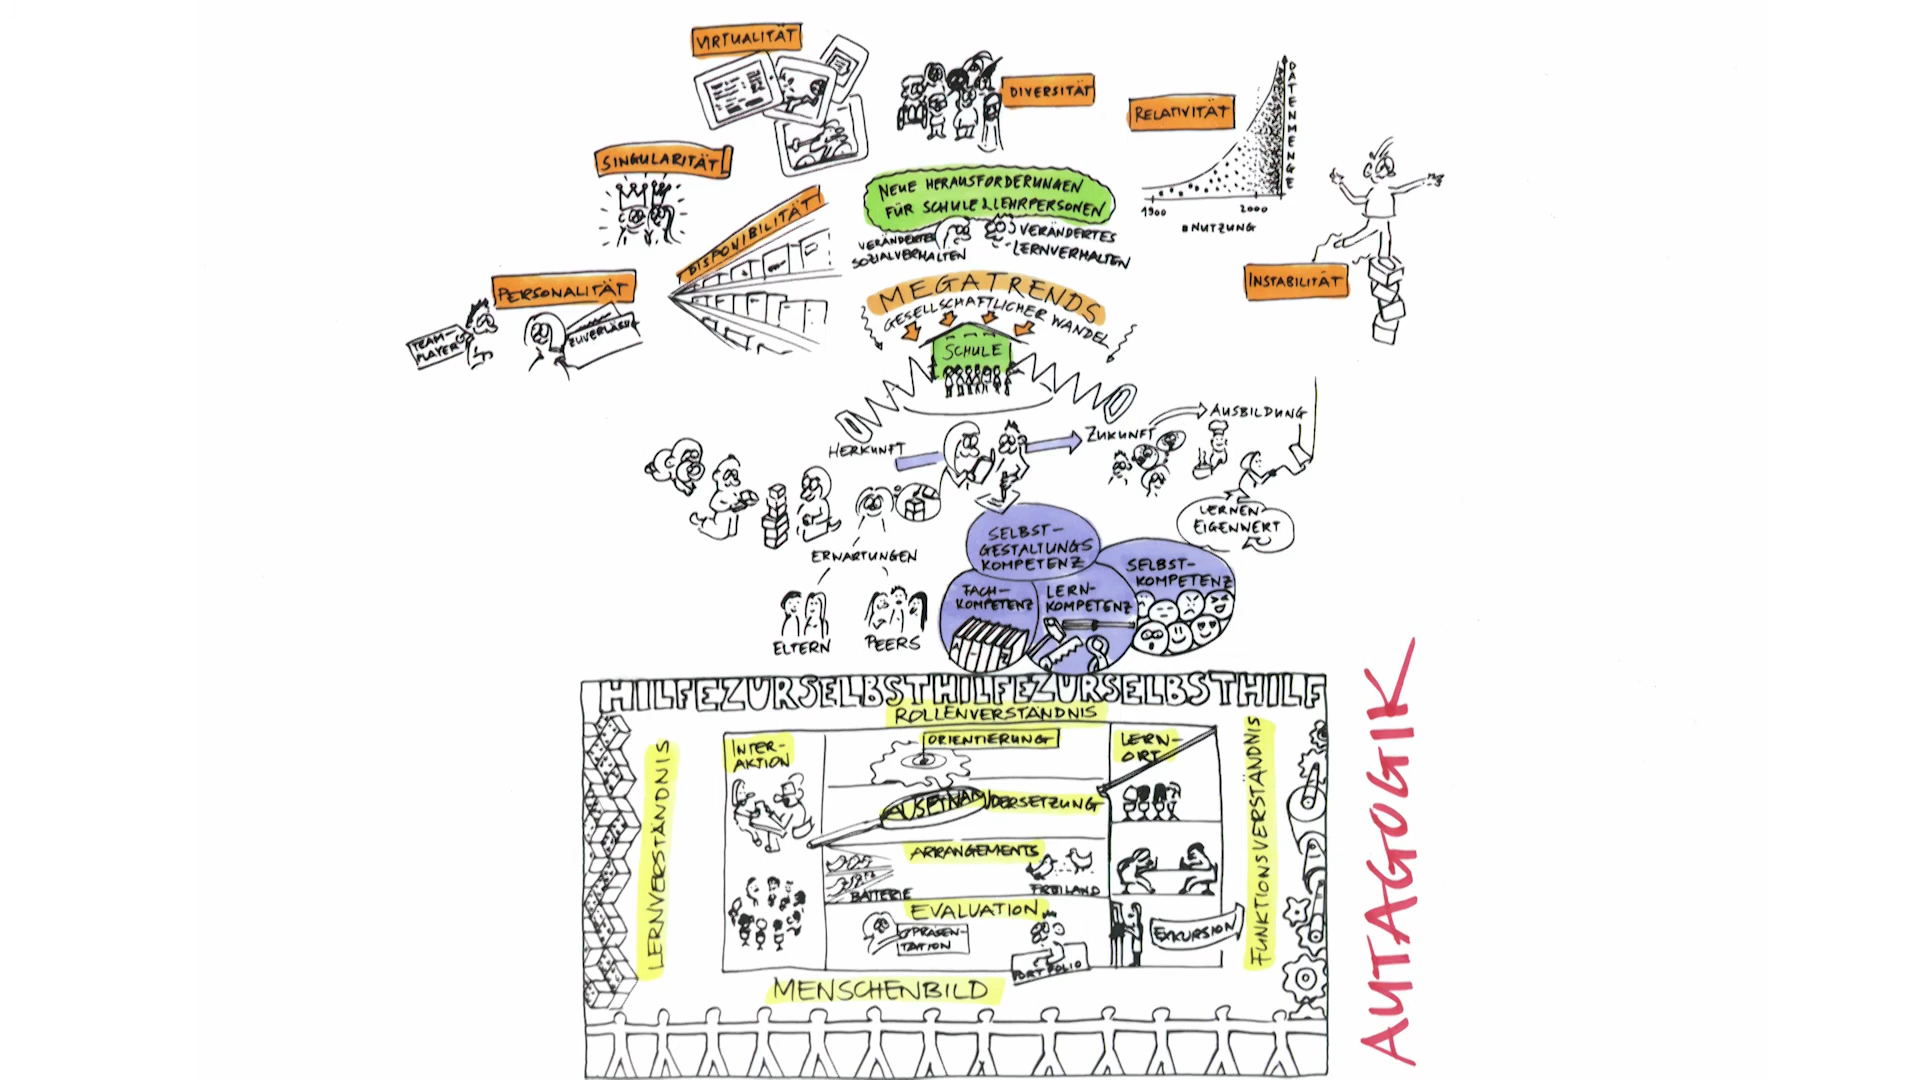 VIRTUALITÄT
DIVERSITÄT
RELATIVITÄT
DATENMENGE
1900
2000
NUTZUNG
SINGULARITÄT
DISPONIBILITÄT
PERSONALITÄT
TEAM-
PLAYER
ZUVERLÄSSIG
INSTABILITÄT
NEUE HERAUSFORDERUNGEN
FÜR SCHULE & LEHRPERSONEN
VERÄNDERTES
SOZIALVERHALTEN
VERÄNDERTES
LERNVERHALTEN
MEGATRENDS
GESELLSCHAFTLICHER WANDEL
SCHULE
HERKUNFT
ZUKUNFT
AUSBILDUNG
LERNEN
EIGENWERT
ERWARTUNGEN
ELTERN
PEERS
SELBST-
GESTALTUNGS
KOMPETENZ
FACH-
KOMPETENZ
LERN-
KOMPETENZ
SELBST-
KOMPETENZ
HILFEZURSELBSTHILFEZURSELBSTHILF
ROLLENVERSTÄNDNIS
LERNVERSTÄNDNIS
INTER-
AKTION
ORIENTIERUNG
AUSEINANDERSETZUNG
ARRANGEMENTS
BATTERIE
FREILAND
EVALUATION
PRÄSEN-
TATION
PORTFOLIO
LERN-
ORT
EXKURSION
FUNKTIONSVERSTÄNDNIS
MENSCHENBILD
AUTAGOGIK